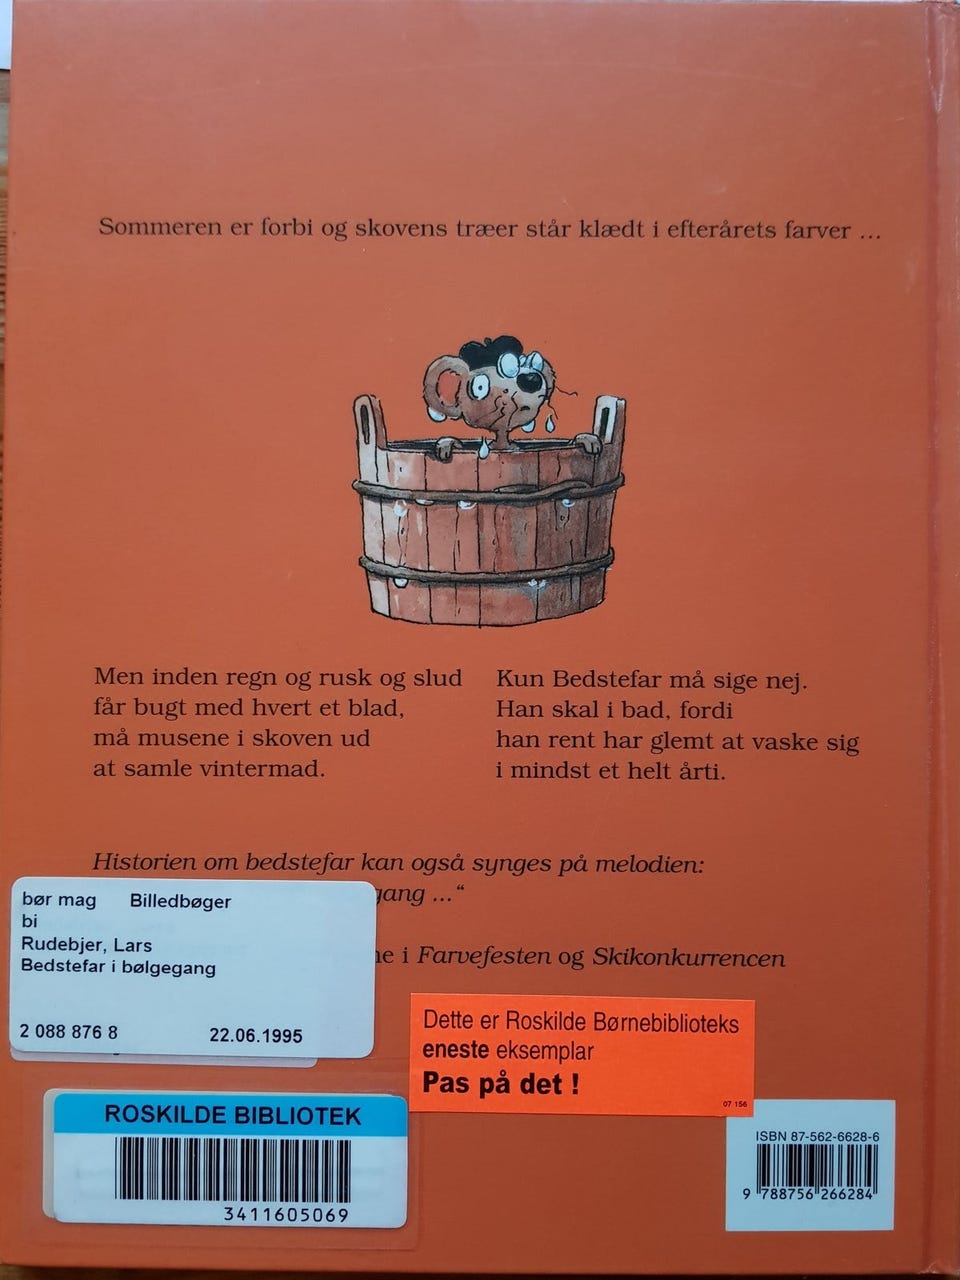 Sommeren er forbi og skovens træer står klædt i efterårets farver ...
Men inden regn og rusk og slud
får bugt med hvert et blad,
må musene i skoven ud
at samle vintermad.
Kun Bedstefar må sige nej.
Han skal i bad, fordi
han rent har glemt at vaske sig
i mindst et helt årti.
Historien om bedstefar kan også synges på melodien:
gang ..."
i Farvefesten og Skikonkurrencen
bør mag Billedbøger
bi
Rudebjer, Lars
Bedstefar i bølgegang
2 088 876 8 22.06.1995
Dette er Roskilde Børnebiblioteks
eneste eksemplar
Pas på det !
07 156
ROSKILDE BIBLIOTEK
3411605069
ISBN 87-562-6628-6
9 788756 266284